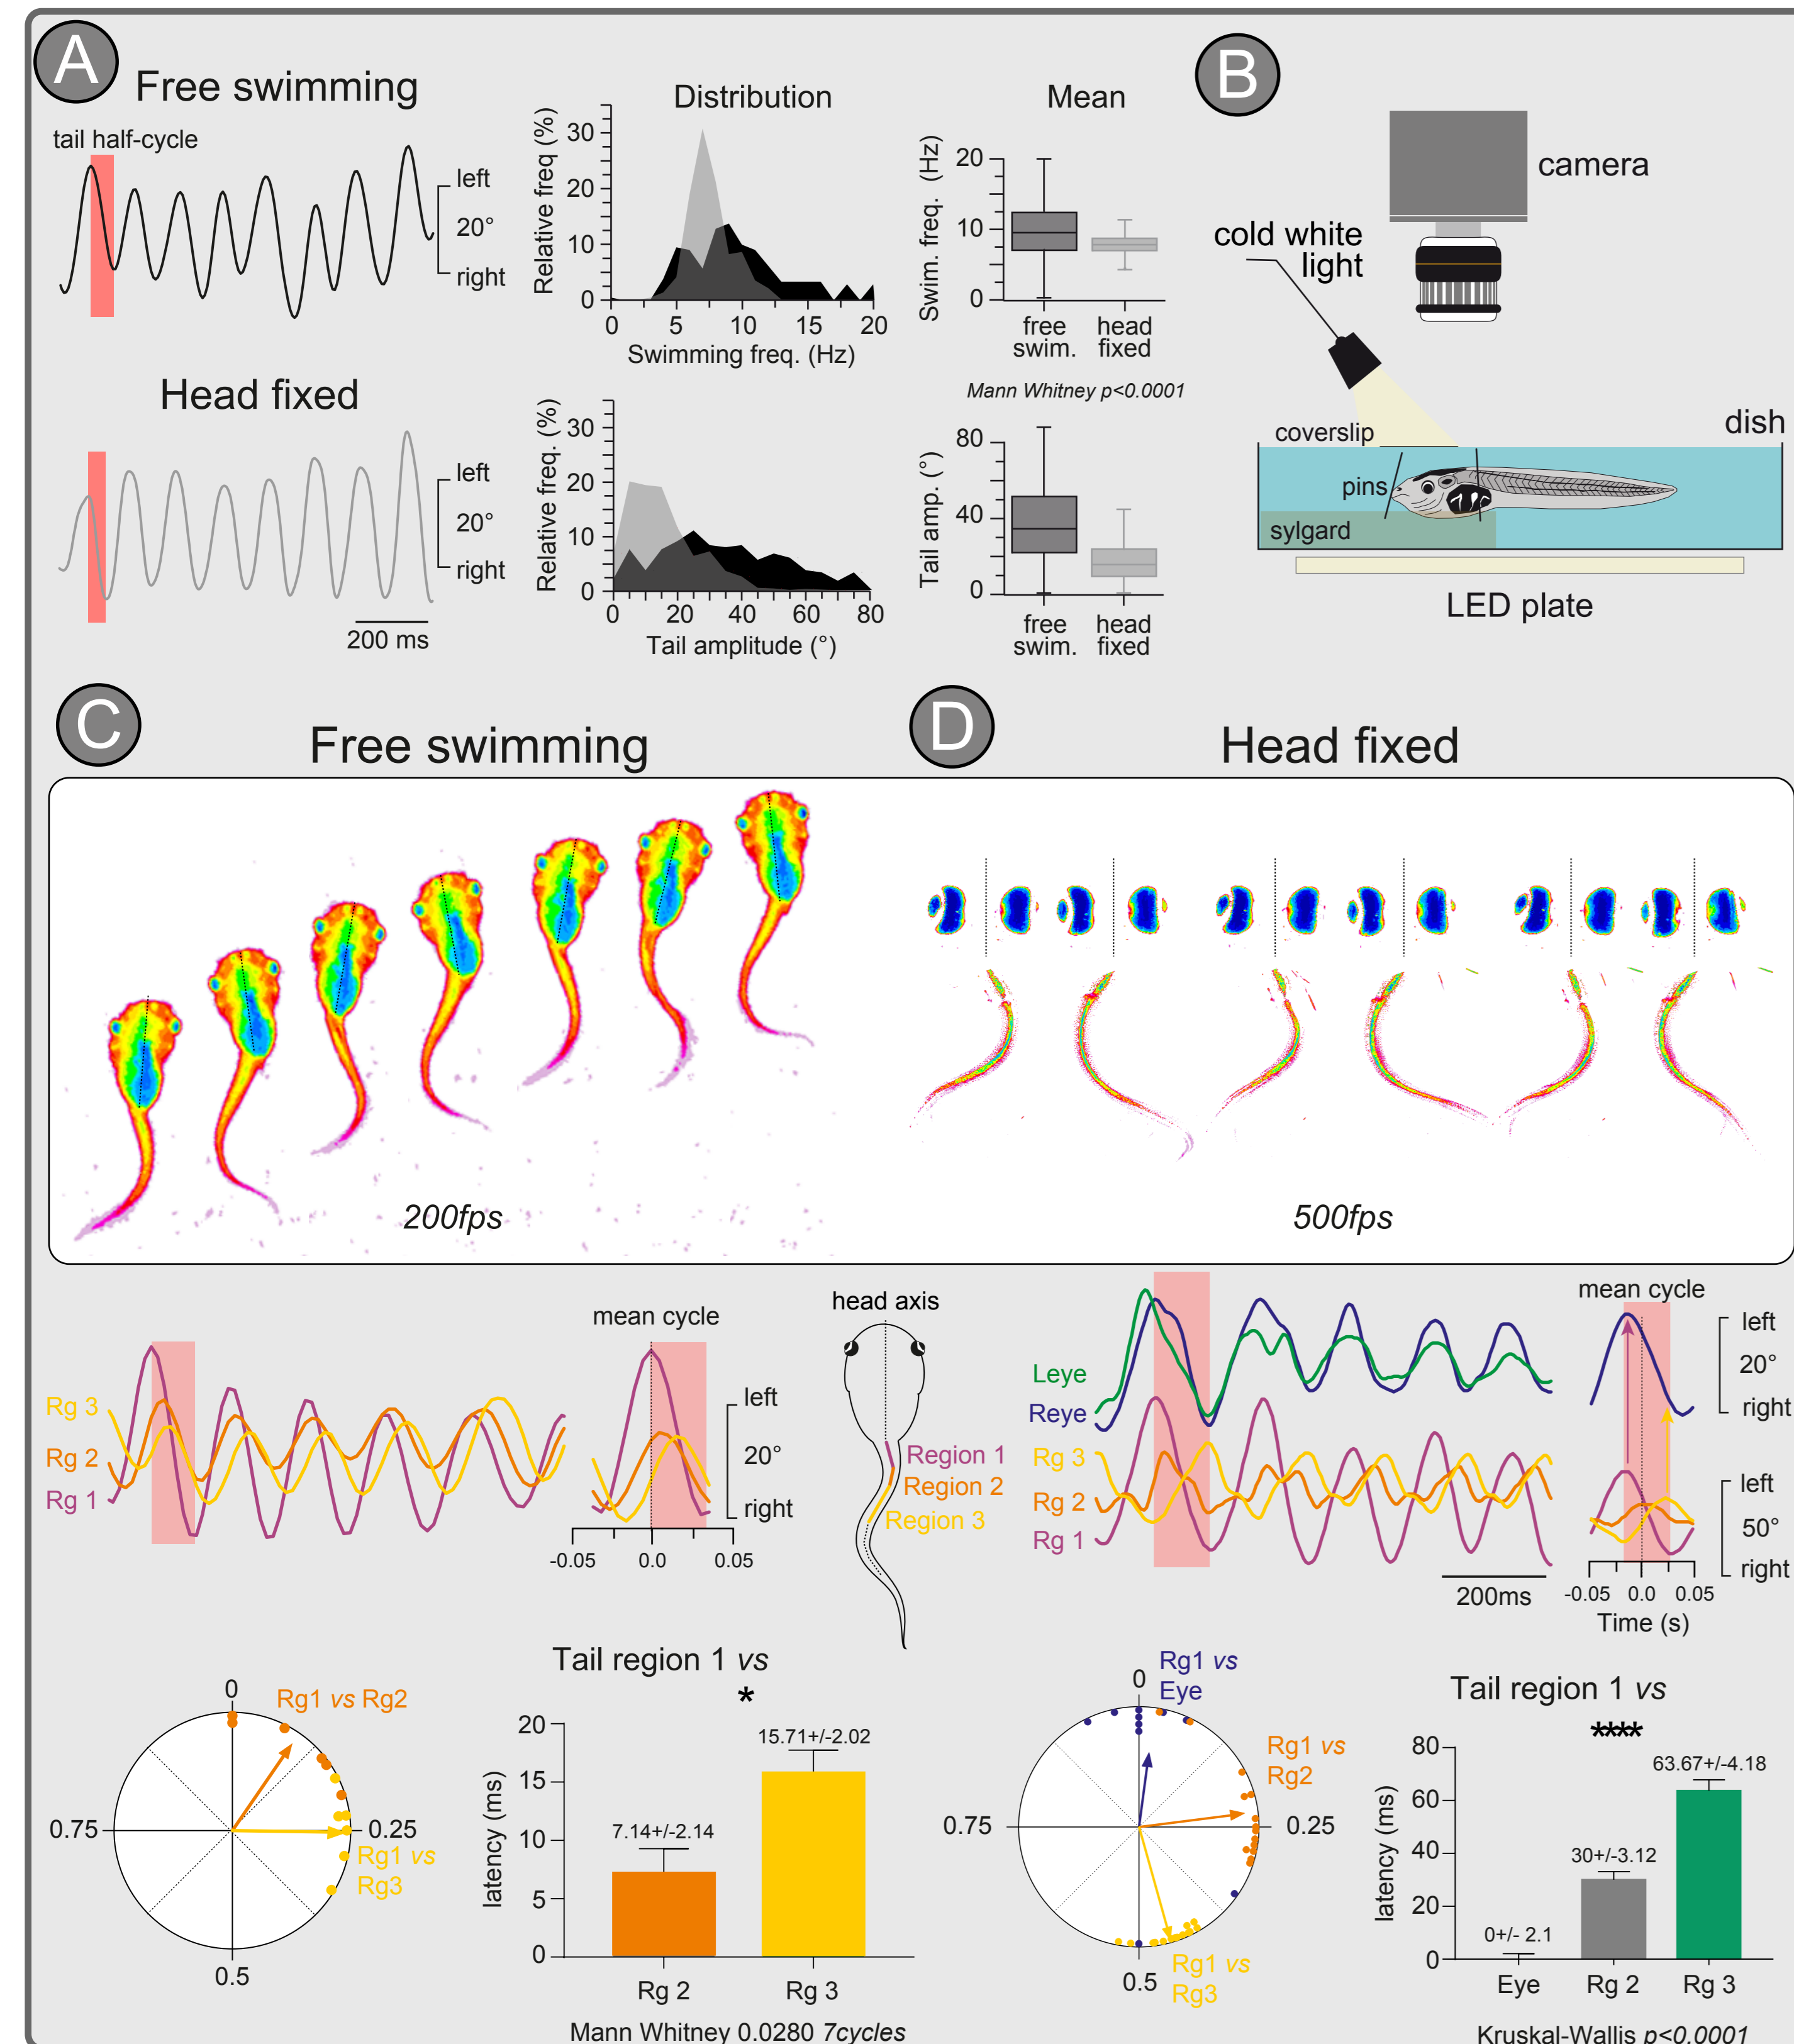 A
Free swimming
tail half-cycle
left
20°
right
Distribution
Relative freq (%)
30
20
10
0
0 5 10 15 20
Swimming freq. (Hz)
Mean
Swim. freq. (Hz)
20
10
0
free swim.
head fixed
Mann Whitney p<0.0001
Head fixed
left
20°
right
200 ms
Relative freq. (%)
30
20
10
0
0 20 40 60 80
Tail amplitude (°)
Tail amp. (°)
80
40
0
free swim.
head fixed
B
camera
cold white
light
coverslip
dish
pins
sylgard
LED plate
C
Free swimming
200fps
D
Head fixed
500fps
Rg 3
Rg 2
Rg 1
mean cycle
left
20°
right
-0.05 0.0 0.05
head axis
Region 1
Region 2
Region 3
Leye
Reye
Rg 3
Rg 2
Rg 1
200ms
mean cycle
left
20°
right
left
50°
right
-0.05 0.0 0.05
Time (s)
0
Rg1 vs Rg2
0.75
0.25
Rg1 vs
Rg3
0.5
Tail region 1 vs
*
latency (ms)
20
15
10
5
0
7.14+/-2.14
15.71+/-2.02
Rg 2
Rg 3
Mann Whitney 0.0280 7cycles
0
Rg1 vs
Eye
Rg1 vs
Rg2
0.75
0.25
0.5
Rg1 vs
Rg3
Tail region 1 vs
****
latency (ms)
80
60
40
20
0
0+/- 2.1
30+/-3.12
63.67+/-4.18
Eye
Rg 2
Rg 3
Kruskal-Wallis p<0.0001